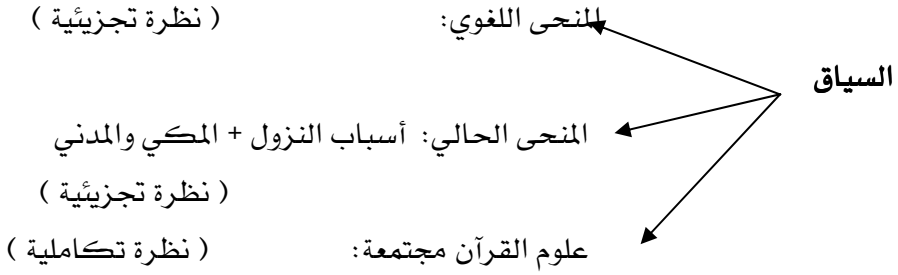 المنحى اللغوي: ( نظرة تجزيئية )
السياق
المنحى الحالي: أسباب النزول + المكي والمدني
( نظرة تجزيئية )
علوم القرآن مجتمعة: ( نظرة تكاملية )